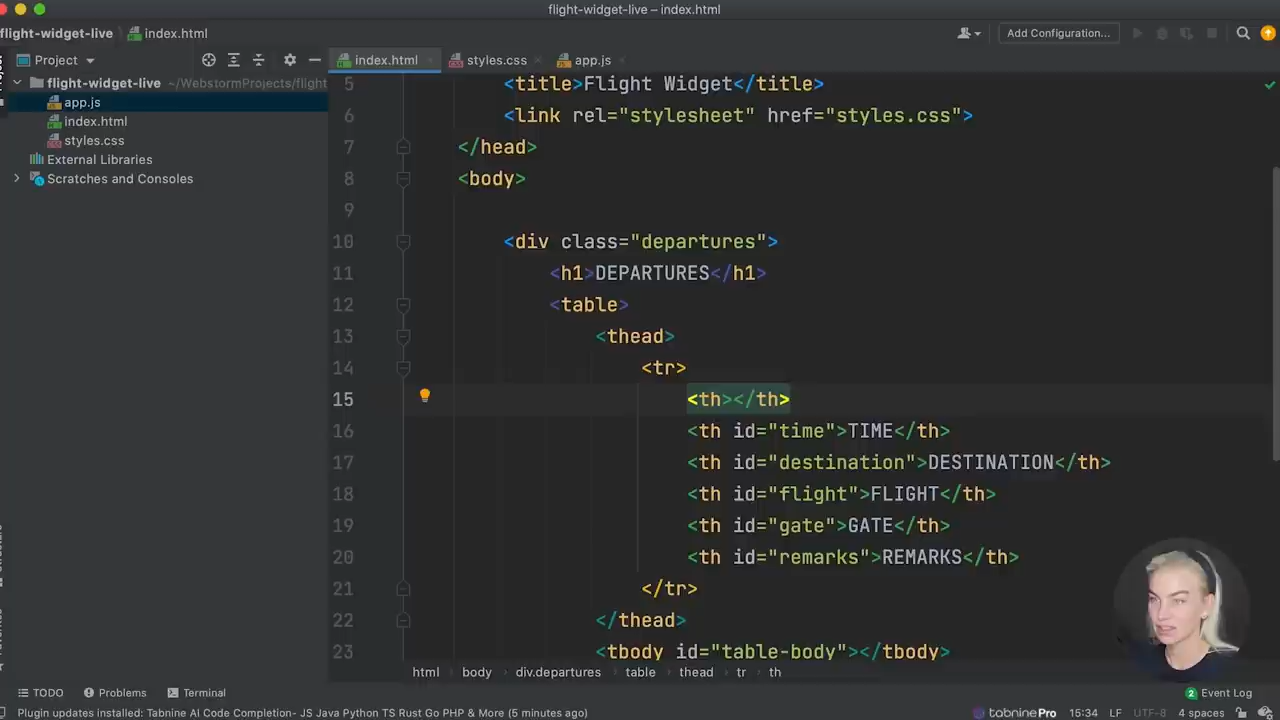 flight-widget-live – index.html
flight-widget-live index.html
Add Configuration...
Project
index.html styles.css app.js
flight-widget-live ~/WebstormProjects/flight
app.js
index.html
styles.css
External Libraries
Scratches and Consoles
5 <title>Flight Widget</title>
6 <link rel="stylesheet" href="styles.css">
7 </head>
8 <body>
9
10 <div class="departures">
11 <h1>DEPARTURES</h1>
12 <table>
13 <thead>
14 <tr>
15 <th></th>
16 <th id="time">TIME</th>
17 <th id="destination">DESTINATION</th>
18 <th id="flight">FLIGHT</th>
19 <th id="gate">GATE</th>
20 <th id="remarks">REMARKS</th>
21 </tr>
22 </thead>
23 <tbody id="table-body"></tbody>
html body div.departures table thead tr th
TODO Problems Terminal 2 Event Log
Plugin updates installed: Tabnine AI Code Completion- JS Java Python TS Rust Go PHP & More (5 minutes ago) tabninePro 15:34 LF UTF-8 4 spaces